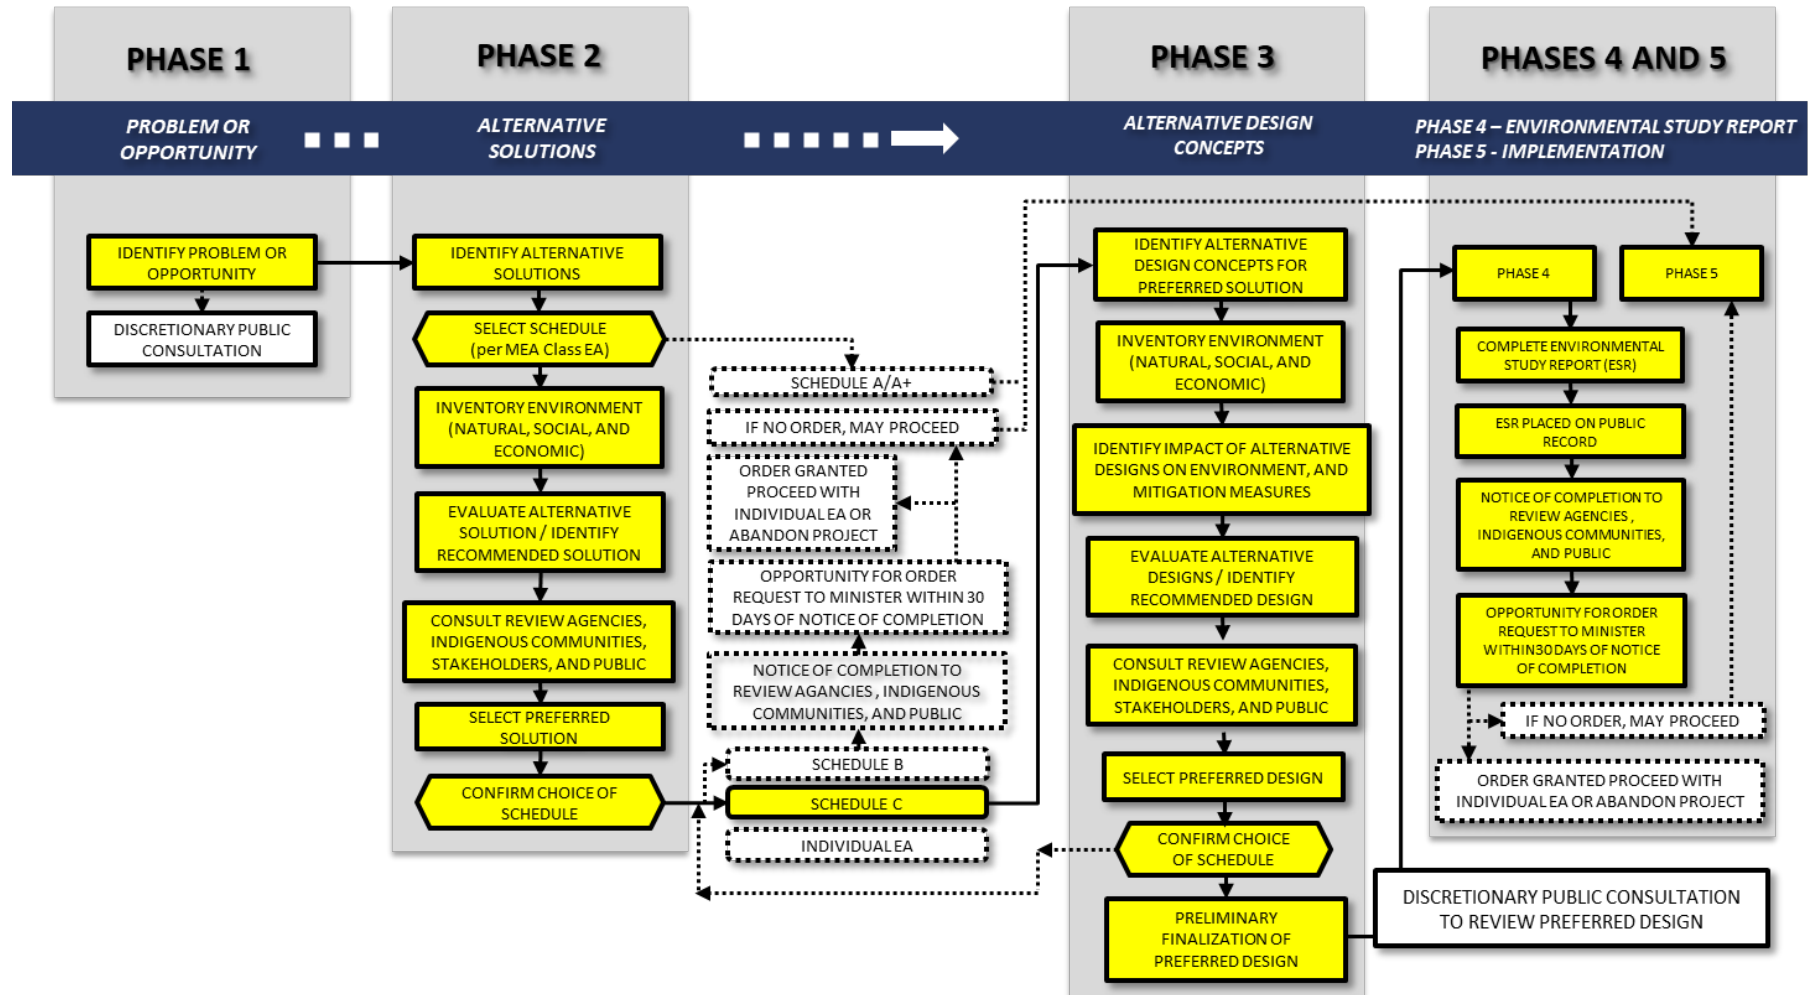 PHASE 1
PROBLEM OR
OPPORTUNITY
IDENTIFY PROBLEM OR
OPPORTUNITY
DISCRETIONARY PUBLIC
CONSULTATION
PHASE 2
ALTERNATIVE
SOLUTIONS
IDENTIFY ALTERNATIVE
SOLUTIONS
SELECT SCHEDULE
(per MEA Class EA)
INVENTORY ENVIRONMENT
(NATURAL, SOCIAL, AND
ECONOMIC)
EVALUATE ALTERNATIVE
SOLUTION / IDENTIFY
RECOMMENDED SOLUTION
CONSULT REVIEW AGENCIES,
INDIGENOUS COMMUNITIES,
STAKEHOLDERS, AND PUBLIC
SELECT PREFERRED
SOLUTION
CONFIRM CHOICE OF
SCHEDULE
SCHEDULE A/A+
IF NO ORDER, MAY PROCEED
ORDER GRANTED
PROCEED WITH
INDIVIDUAL EA OR
ABANDON PROJECT
OPPORTUNITY FOR ORDER
REQUEST TO MINISTER WITHIN 30
DAYS OF NOTICE OF COMPLETION
NOTICE OF COMPLETION TO
REVIEW AGANCIES , INDIGENOUS
COMMUNITIES, AND PUBLIC
SCHEDULE B
SCHEDULE C
INDIVIDUAL EA
PHASE 3
ALTERNATIVE DESIGN
CONCEPTS
IDENTIFY ALTERNATIVE
DESIGN CONCEPTS FOR
PREFERRED SOLUTION
INVENTORY ENVIRONMENT
(NATURAL, SOCIAL, AND
ECONOMIC)
IDENTIFY IMPACT OF ALTERNATIVE
DESIGNS ON ENVIRONMENT, AND
MITIGATION MEASURES
EVALUATE ALTERNATIVE
DESIGNS / IDENTIFY
RECOMMENDED DESIGN
CONSULT REVIEW AGENCIES,
INDIGENOUS COMMUNITIES,
STAKEHOLDERS, AND PUBLIC
SELECT PREFERRED DESIGN
CONFIRM CHOICE
OF SCHEDULE
PRELIMINARY
FINALIZATION OF
PREFERRED DESIGN
PHASES 4 AND 5
PHASE 4 – ENVIRONMENTAL STUDY REPORT
PHASE 5 - IMPLEMENTATION
PHASE 4
PHASE 5
COMPLETE ENVIRONMENTAL
STUDY REPORT (ESR)
ESR PLACED ON PUBLIC
RECORD
NOTICE OF COMPLETION TO
REVIEW AGENCIES ,
INDIGENOUS COMMUNITIES,
AND PUBLIC
OPPORTUNITY FOR ORDER
REQUEST TO MINISTER
WITHIN 30 DAYS OF NOTICE
OF COMPLETION
IF NO ORDER, MAY PROCEED
ORDER GRANTED PROCEED WITH
INDIVIDUAL EA OR ABANDON PROJECT
DISCRETIONARY PUBLIC CONSULTATION
TO REVIEW PREFERRED DESIGN